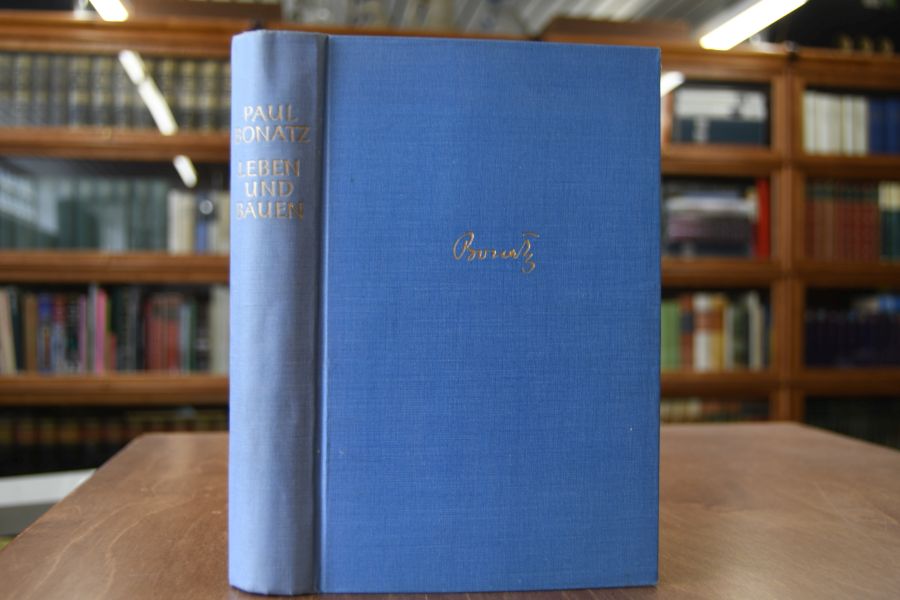 PAUL
BONATZ
LEBEN
UND
BAUEN
Bonatz